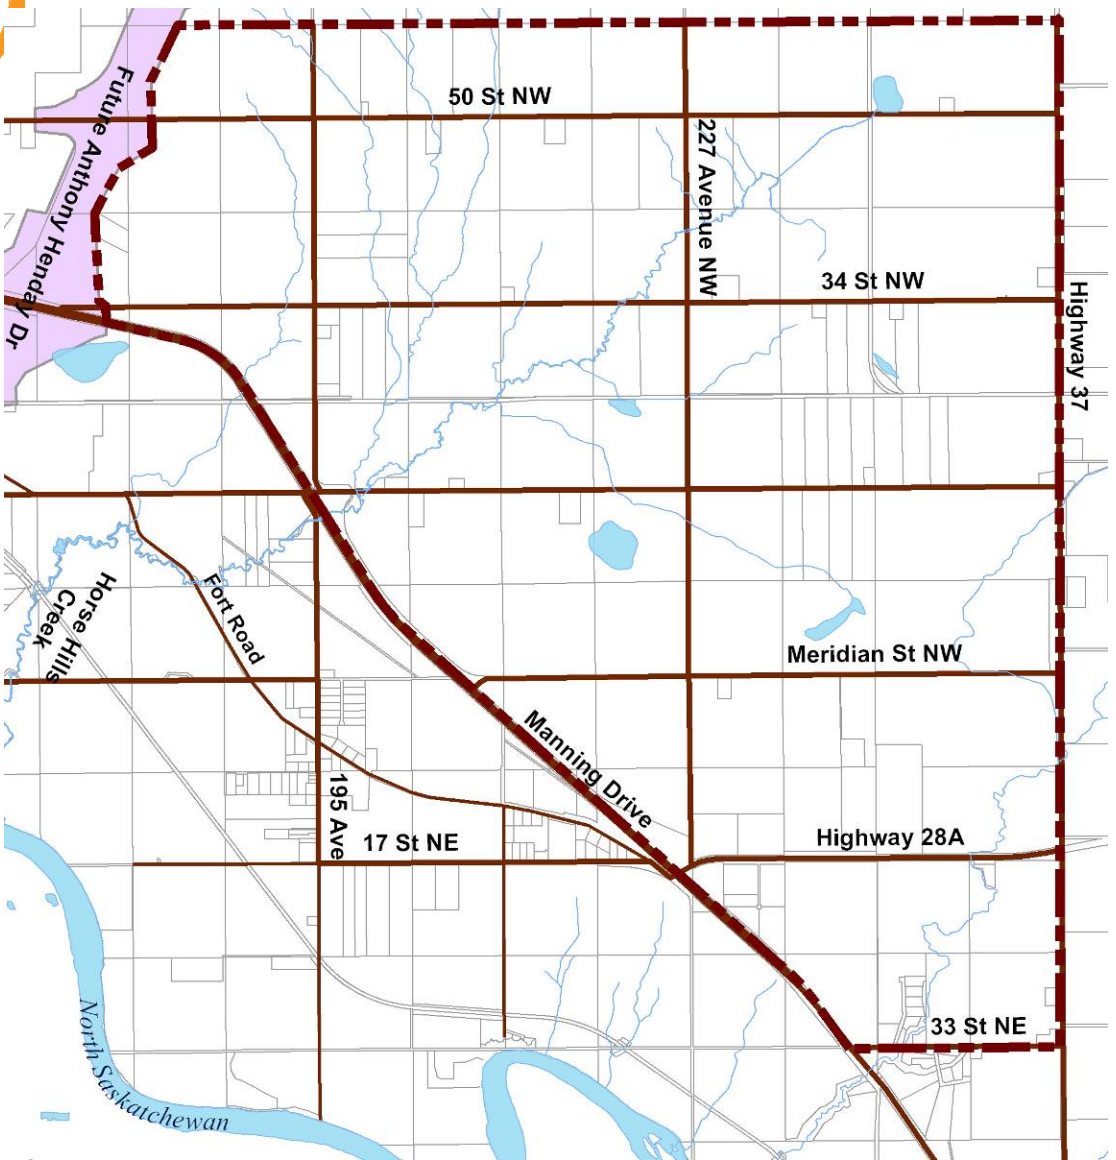 50 St NW
Future Anthony Henday Dr
227 Avenue NW
34 St NW
Highway 37
Horse Hills
Creek
Fort Road
Meridian St NW
Manning Drive
195 Ave
17 St NE
Highway 28A
33 St NE
North Saskatchewan